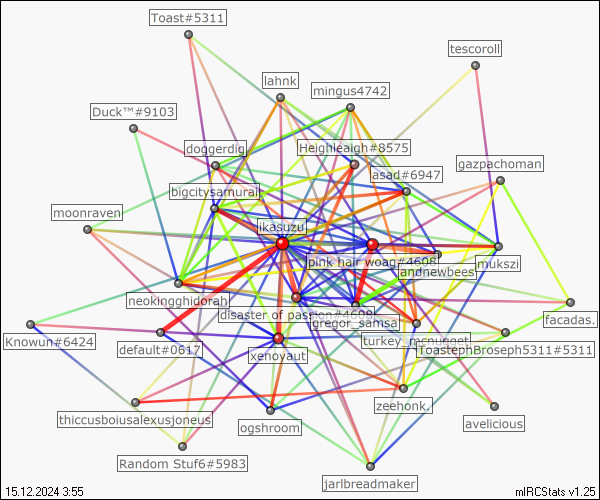 Toast#5311
tescoroll
lahnk
mingus4742
Duck™#9103
doggerdig
Heighleaigh#8575
gazpachoman
asad#6947
bigcitysamurai
moonraven
ikasuzu
pink hair woag#4608
mukszi
andnewbees
neokingghidorah
disaster of passion#4608
gregor_samsa
facadas.
Knowun#6424
default#0617
turkey_mcnugget
ToastephBroseph5311#5311
xenoyaut
zeehonk.
avelicious
thiccusboiusalexusjoneus
ogshroom
Random Stuf6#5983
jarlbreadmaker
15.12.2024 3:55
mIRCStats v1.25